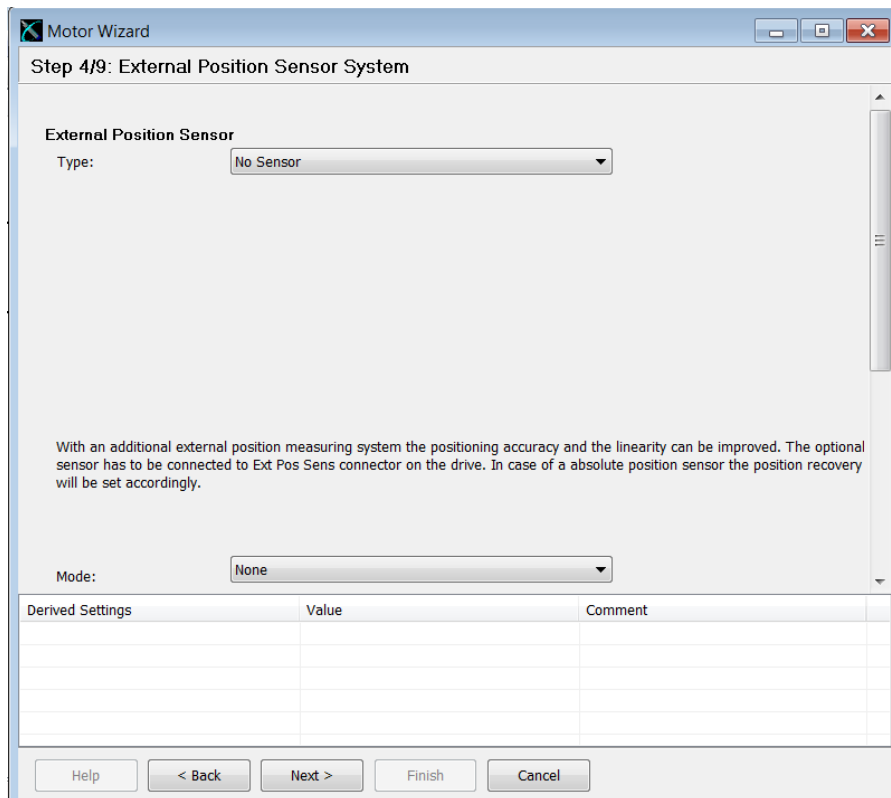 Motor Wizard
Step 4/9: External Position Sensor System
External Position Sensor
Type: No Sensor
With an additional external position measuring system the positioning accuracy and the linearity can be improved. The optional
sensor has to be connected to Ext Pos Sens connector on the drive. In case of a absolute position sensor the position recovery
will be set accordingly.
Mode: None
Derived Settings Value Comment
Help < Back Next > Finish Cancel